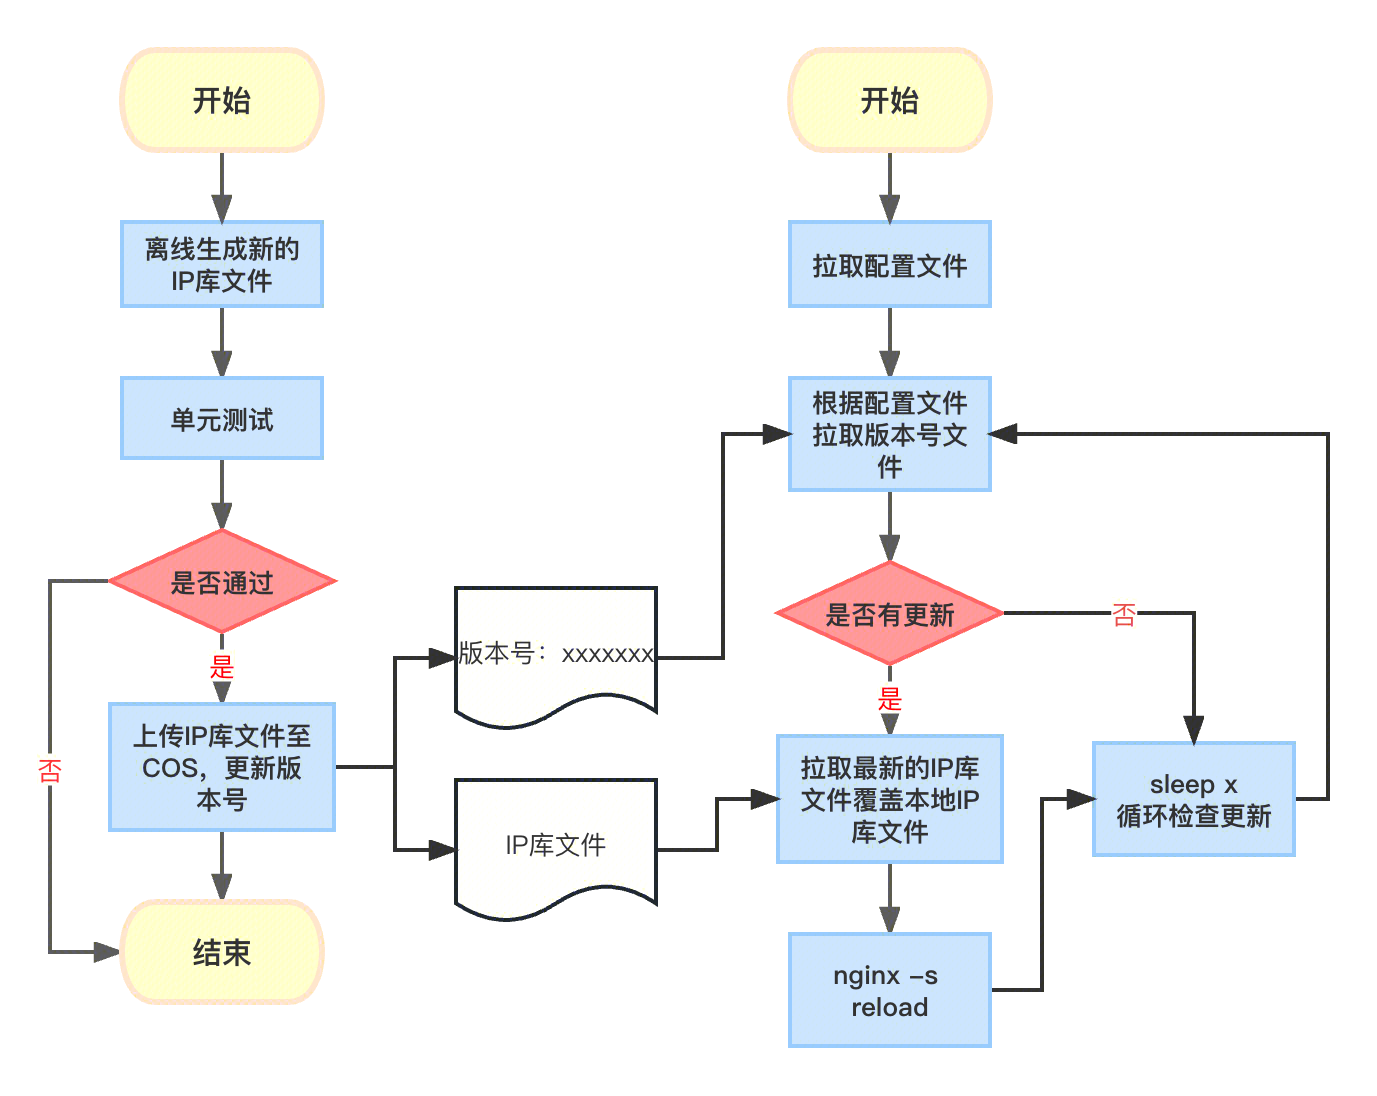 开始
离线生成新的
IP库文件
单元测试
是否通过
是
否
上传IP库文件至
COS，更新版
本号
结束
版本号：xxxxxxx
IP库文件
开始
拉取配置文件
根据配置文件
拉取版本号文
件
是否有更新
否
是
拉取最新的IP库
文件覆盖本地IP
库文件
sleep x
循环检查更新
nginx –s
reload